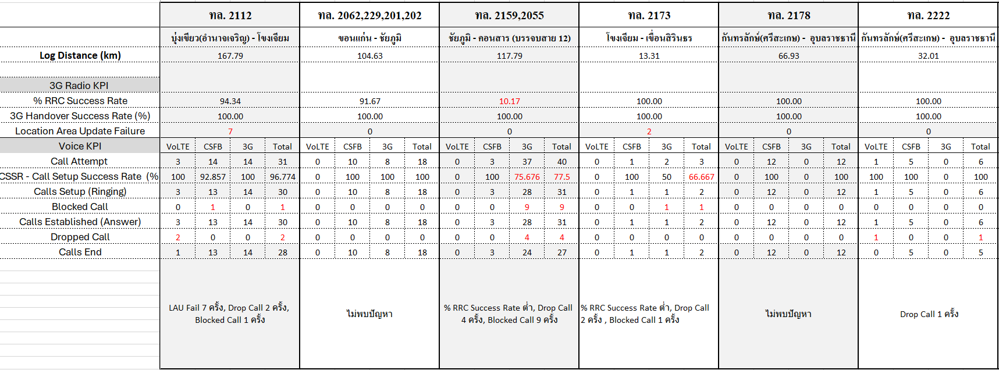 ทล. 2112 ทล. 2062,229,201,202 ทล. 2159,2055 ทล. 2173 ทล. 2178 ทล. 2222
บุ่งเขียว(อำนาจเจริญ) - โขงเจียม ขอนแก่น - ชัยภูมิ ชัยภูมิ - คอนสาร (บรรจบสาย 12) โขงเจียม - เขื่อนสิรินธร กันทรลักษ์(ศรีสะเกษ) - อุบลราชธานี กันทรลักษ์(ศรีสะเกษ) - อุบลราชธานี
Log Distance (km) 167.79 104.63 117.79 13.31 66.93 32.01
3G Radio KPI
% RRC Success Rate 94.34 91.67 10.17 100.00 100.00 100.00
3G Handover Success Rate (%) 100.00 100.00 100.00 100.00 100.00 100.00
Location Area Update Failure 7 0 0 2 0 0
Voice KPI VoLTE CSFB 3G Total VoLTE CSFB 3G Total VoLTE CSFB 3G Total VoLTE CSFB 3G Total VoLTE CSFB 3G Total VoLTE CSFB 3G Total
Call Attempt 3 14 14 31 0 10 8 18 0 3 37 40 0 1 2 3 0 12 0 12 1 5 0 6
CSSR - Call Setup Success Rate (% 100 92.857 100 96.774 0 100 100 100 0 100 75.676 77.5 0 100 50 66.667 0 100 0 100 100 100 0 100
Calls Setup (Ringing) 3 13 14 30 0 10 8 18 0 3 28 31 0 1 1 2 0 12 0 12 1 5 0 6
Blocked Call 0 1 0 1 0 0 0 0 0 0 9 9 0 0 1 1 0 0 0 0 0 0 0 0
Calls Established (Answer) 3 13 14 30 0 10 8 18 0 3 28 31 0 1 1 2 0 12 0 12 1 5 0 6
Dropped Call 2 0 0 2 0 0 0 0 0 0 4 4 0 0 0 0 0 0 0 0 1 0 0 1
Calls End 1 13 14 28 0 10 8 18 0 3 24 27 0 1 1 2 0 12 0 12 0 5 0 5
LAU Fail 7 ครั้ง, Drop Call 2 ครั้ง,
Blocked Call 1 ครั้ง
ไม่พบปัญหา
% RRC Success Rate ต่ำ, Drop Call
4 ครั้ง, Blocked Call 9 ครั้ง
% RRC Success Rate ต่ำ, Drop Call
2 ครั้ง , Blocked Call 1 ครั้ง
ไม่พบปัญหา
Drop Call 1 ครั้ง